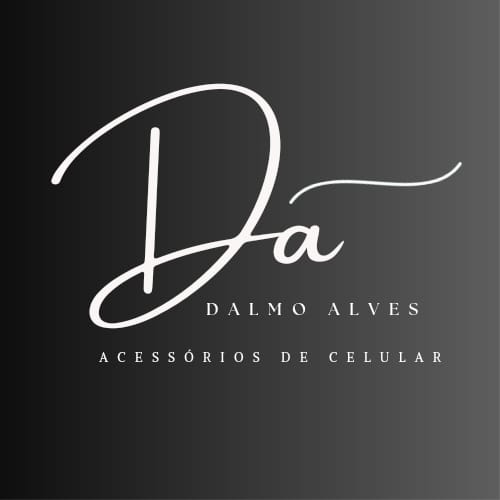 Da
DALMO ALVES
ACESSÓRIOS DE CELULAR